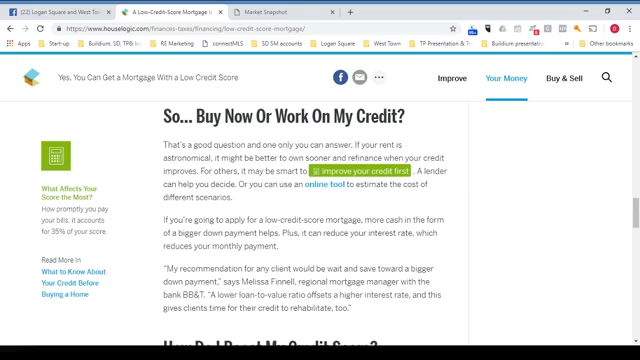 (22) Logan Square and West Tow
A Low-Credit-Score Mortgage Is
Market Snapshot
https://www.houselogic.com/finances-taxes/financing/low-credit-score-mortgage/
Apps
Start-up
Buildium, SD, TPBI I
RE Marketing
connectMLS
SD SM accounts
Logan Square
West Town
TP Presentation & T
Buildium presentation
»
Other bookmarks
Yes, You Can Get a Mortgage With a Low Credit Score
Improve
Your Money
Buy & Sell
So... Buy Now Or Work On My Credit?
That's a good question and one only you can answer. If your rent is
astronomical, it might be better to own sooner and refinance when your credit
improves. For others, it may be smart to improve your credit first . A lender
can help you decide. Or you can use an online tool to estimate the cost of
different scenarios.
What Affects Your
Score the Most?
How promptly you pay
your bills. it accounts
for 35% of your score.
If you're going to apply for a low-credit-score mortgage, more cash in the form
of a bigger down payment helps. Plus, it can reduce your interest rate, which
reduces your monthly payment.
Read More In
What to Know About
Your Credit Before
Buying a Home
"My recommendation for any client would be wait and save toward a bigger
down payment," says Melissa Finnell, regional mortgage manager with the
bank BB&T. "A lower loan-to-value ratio offsets a higher interest rate, and this
gives clients time for their credit to rehabilitate, too."
How Do I Boost My Credit Score?